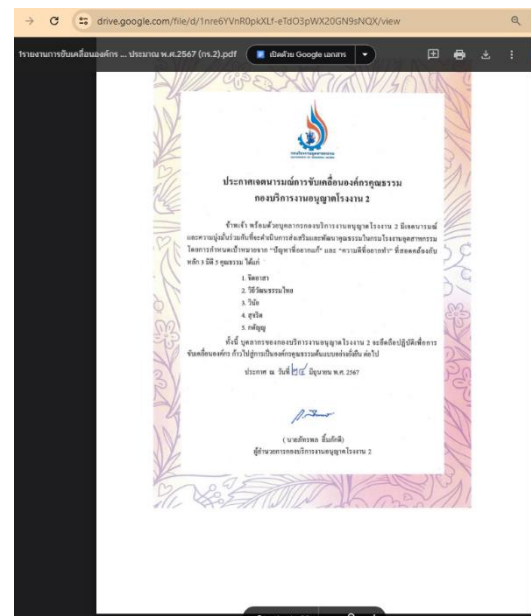 drive.google.com/file/d/1nre6YVnR0pkXLf-eTdO3pWX20GN9sNQX/view
1รายงานการขับเคลื่อนองค์กร ... ประมาณ พ.ศ.2567 (กร.2).pdf
เปิดด้วย Google เอกสาร
กรมโรงงานอุตสาหกรรม
ประกาศเจตนารมณ์การขับเคลื่อนองค์กรคุณธรรม
กองบริการงานอนุญาตโรงงาน 2
ข้าพเจ้า พร้อมด้วยบุคลากรกองบริการงานอนุญาตโรงงาน 2 มีเจตนารมณ์
และความมุ่งมั่นร่วมกันที่จะดำเนินการส่งเสริมและพัฒนาคุณธรรมในกรมโรงงานอุตสาหกรรม
โดยการกำหนดเป้าหมายจาก “ปัญหาที่อยากแก้” และ “ความดีที่อยากทำ” ที่สอดคล้องกับ
หลัก 3 มิติ 5 คุณธรรม ได้แก่
1. จิตอาสา
2. วิถีวัฒนธรรมไทย
3. วินัย
4. สุจริต
5. กตัญญู
ทั้งนี้ บุคลากรของกองบริการงานอนุญาตโรงงาน 2 จะยึดถือปฏิบัติเพื่อการ
ขับเคลื่อนองค์กร ก้าวไปสู่การเป็นองค์กรคุณธรรมต้นแบบอย่างยั่งยืน ต่อไป
ประกาศ ณ วันที่ ๒๔ มิถุนายน พ.ศ. 2567
ผู้อำนวยการกองบริการงานอนุญาตโรงงาน 2